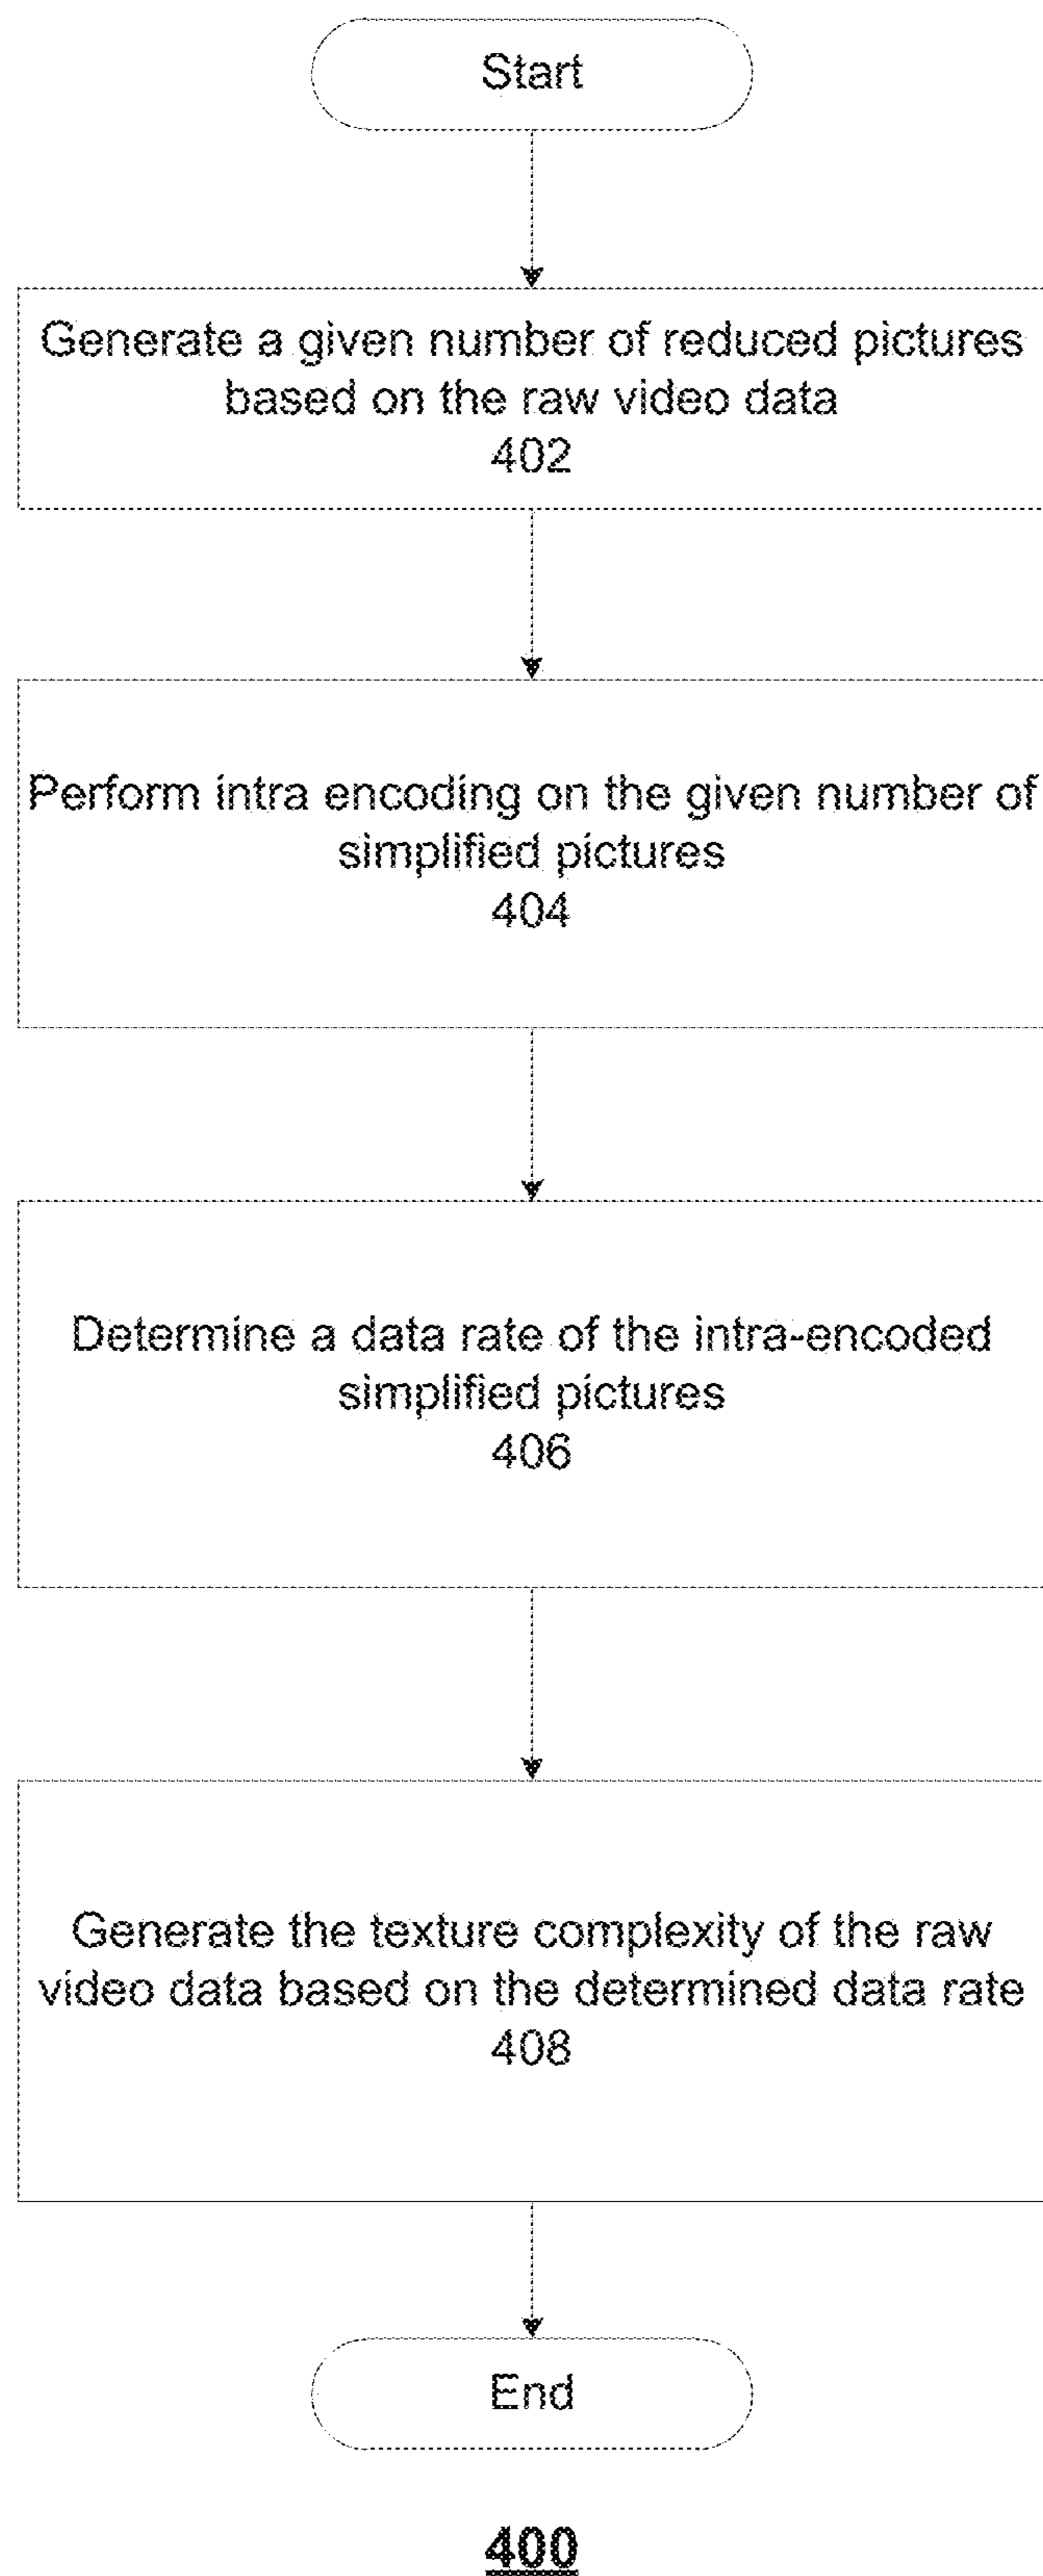 Start
Generate a given number of reduced pictures
based on the raw video data
402
Perform intra encoding on the given number of
simplified pictures
404
Determine a data rate of the intra-encoded
simplified pictures
406
Generate the texture complexity of the raw
video data based on the determined data rate
408
End
400